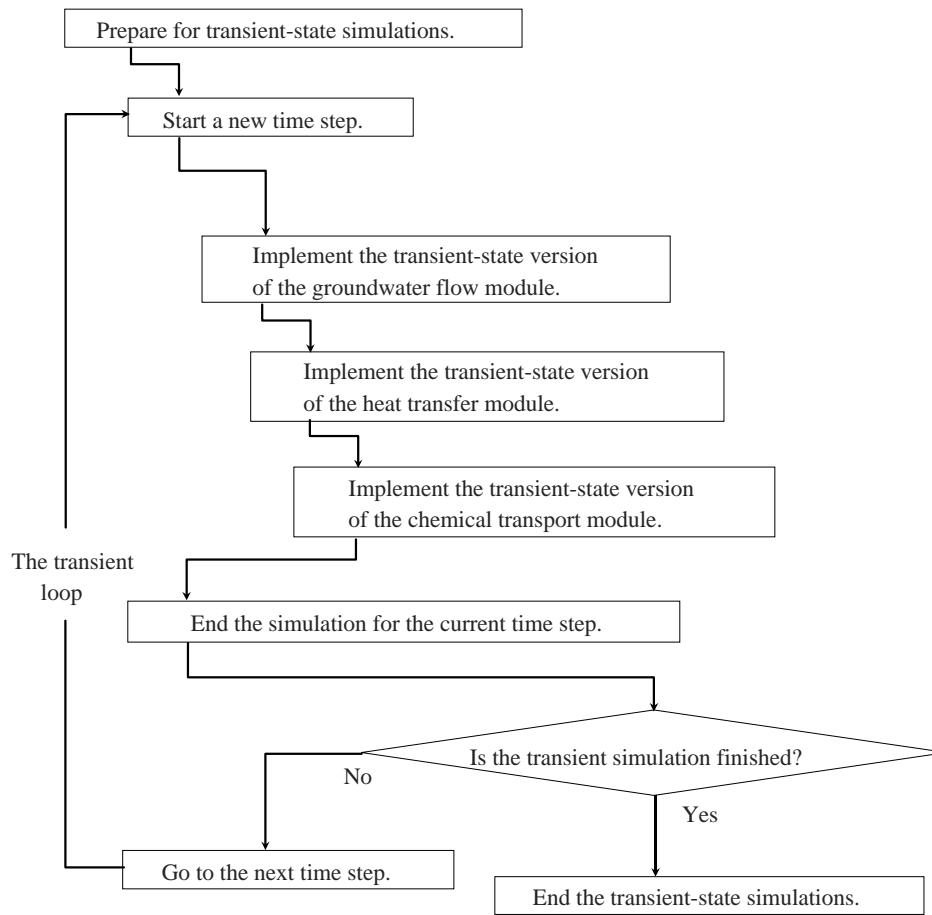 Prepare for transient-state simulations.
Start a new time step.
Implement the transient-state version
of the groundwater flow module.
Implement the transient-state version
of the heat transfer module.
Implement the transient-state version
of the chemical transport module.
The transient
loop
End the simulation for the current time step.
Is the transient simulation finished?
No
Yes
Go to the next time step.
End the transient-state simulations.